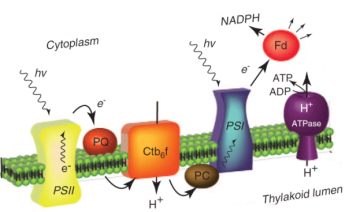 NADPH
Cytoplasm
hν
hν
Fd
e⁻
e⁻
ATP
ADP
H⁺
ATPase
PSI
PQ
Ctb₆f
e⁻
PSII
PC
H⁺
H⁺
Thylakoid lumen